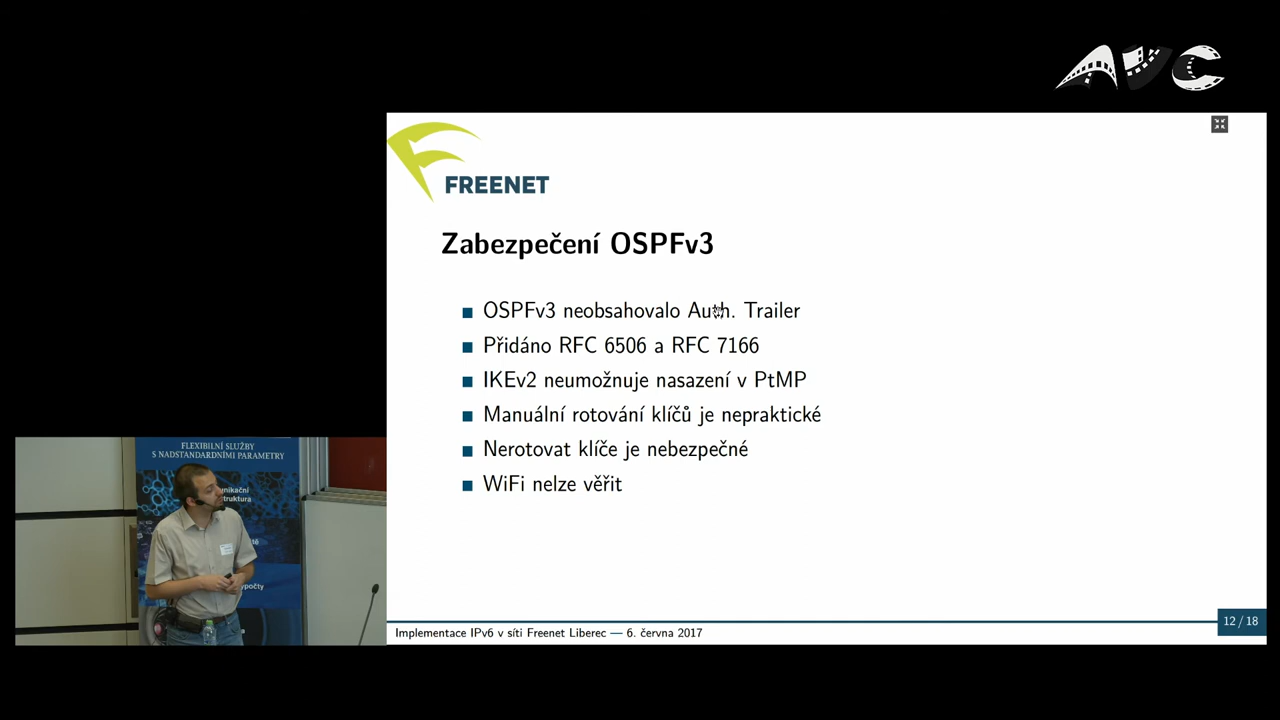 AVC
FREENET
Zabezpečení OSPFv3
OSPFv3 neobsahovalo Auth. Trailer
Přidáno RFC 6506 a RFC 7166
IKEv2 neumožnuje nasazení v PtMP
Manuální rotování klíčů je nepraktické
Nerotovat klíče je nebezpečné
WiFi nelze věřit
Implementace IPv6 v síti Freenet Liberec — 6. června 2017
12 / 18
FLEXIBILNÍ SLUŽBY
S NADSTANDARDNÍMI PARAMETRY